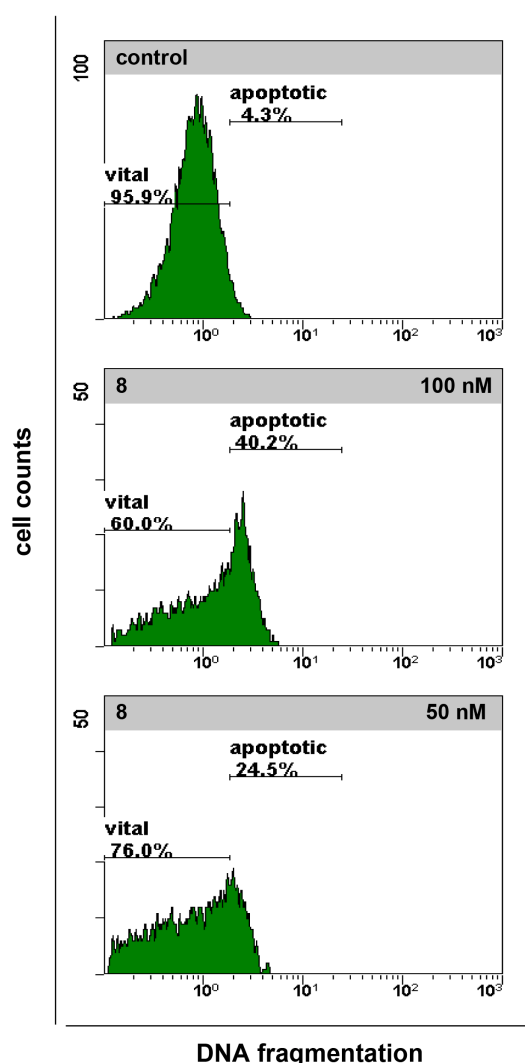 cell counts
100
control
apoptotic
4.3%
vital
95.9%
10⁰ 10¹ 10² 10³
50
8 100 nM
apoptotic
40.2%
vital
60.0%
10⁰ 10¹ 10² 10³
50
8 50 nM
apoptotic
24.5%
vital
76.0%
10⁰ 10¹ 10² 10³
DNA fragmentation